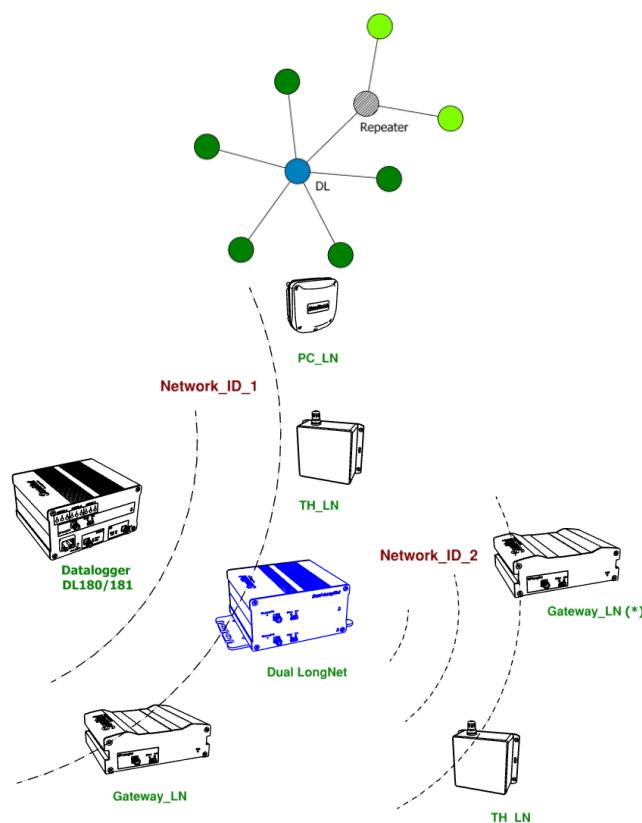 Repeater
DL
PC_LN
Network_ID_1
TH_LN
Datalogger
DL180/181
Network_ID_2
Gateway_LN (*)
Dual LongNet
Gateway_LN
TH_LN